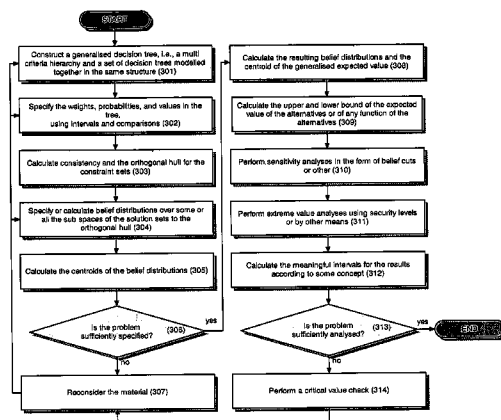 START
Construct a generalised decision tree, i.e., a multi
criteria hierarchy and a set of decision trees modelled
together in the same structure (301)
Specify the weights, probabilities, and values in the
tree,
using intervals and comparisons (302)
Calculate consistency and the orthogonal hull for the
constraint sets (303)
Specify or calculate belief distributions over some or
all the sub spaces of the solution sets to the
orthogonal hull (304)
Calculate the centroids of the belief distributions (305)
Is the problem
sufficiently specified?
(306)
yes
no
Reconsider the material (307)
Calculate the resulting belief distributions and the
centroid of the generalised expected value (308)
Calculate the upper and lower bound of the expected
value of the alternatives or of any function of the
alternatives (309)
Perform sensitivity analyses in the form of belief cuts
or other (310)
Perform extreme value analyses using security levels
or by other means (311)
Calculate the meaningful intervals for the results
according to some concept (312)
Is the problem
sufficiently analysed?
(313)
yes
END
no
Perform a critical value check (314)